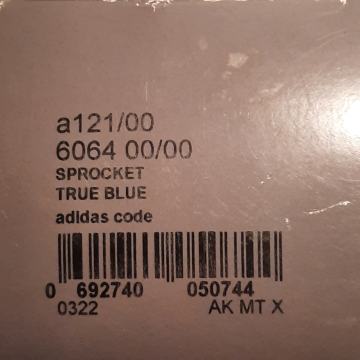 a121/00
6064 00/00
SPROCKET
TRUE BLUE
adidas code
0 692740 050744
0322 AK MT X